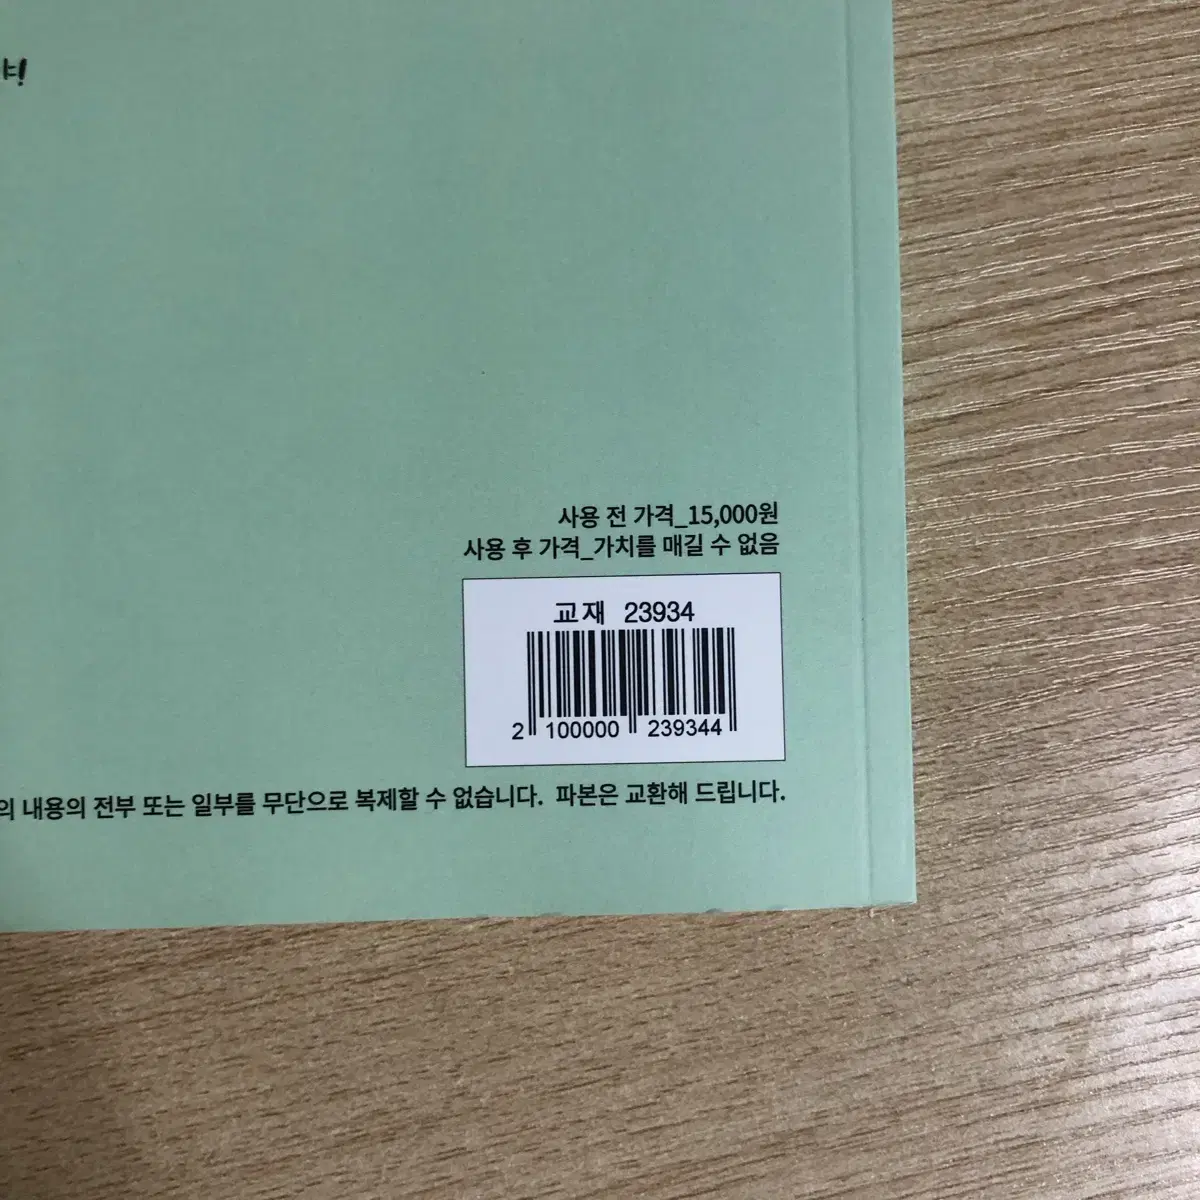 야!
사용 전 가격_15,000원
사용 후 가격_가치를 매길 수 없음
교재 23934
2 100000 239344
의 내용의 전부 또는 일부를 무단으로 복제할 수 없습니다. 파본은 교환해 드립니다.